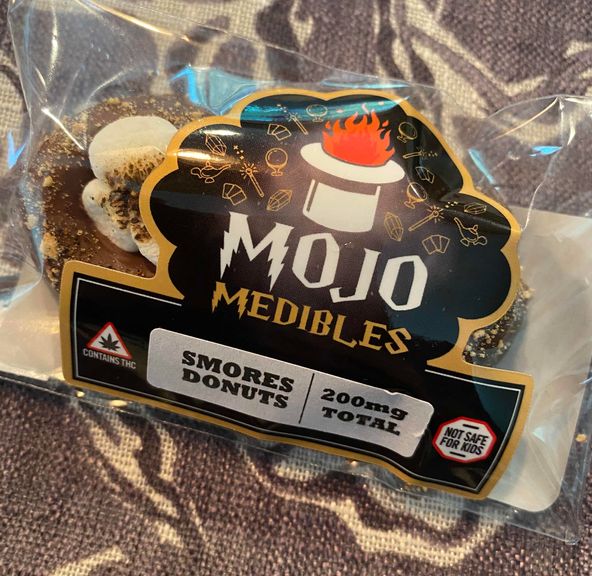 MOJO
MEDIBLES
CONTAINS THC
SMORES
DONUTS
200mg
TOTAL
NOT SAFE
FOR KIDS